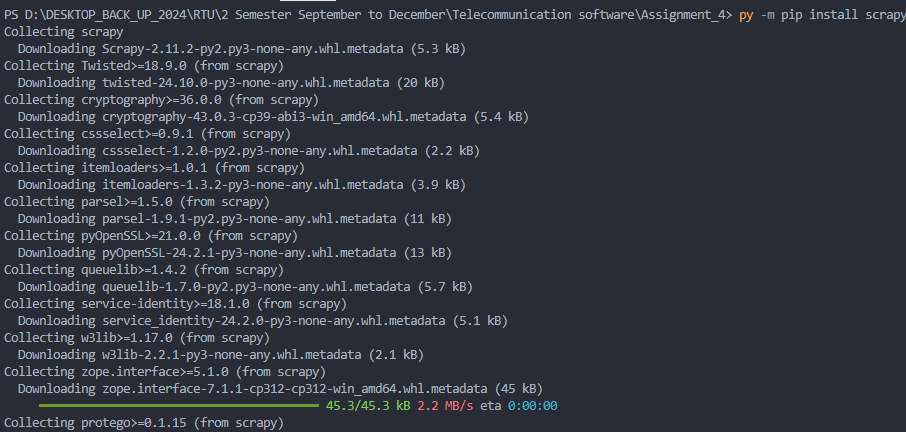 PS D:\DESKTOP_BACK_UP_2024\RTU\2 Semester September to December\Telecommunication software\Assignment_4> py -m pip install scrapy
Collecting scrapy
  Downloading Scrapy-2.11.2-py2.py3-none-any.whl.metadata (5.3 kB)
Collecting Twisted>=18.9.0 (from scrapy)
  Downloading twisted-24.10.0-py3-none-any.whl.metadata (20 kB)
Collecting cryptography>=36.0.0 (from scrapy)
  Downloading cryptography-43.0.3-cp39-abi3-win_amd64.whl.metadata (5.4 kB)
Collecting cssselect>=0.9.1 (from scrapy)
  Downloading cssselect-1.2.0-py2.py3-none-any.whl.metadata (2.2 kB)
Collecting itemloaders>=1.0.1 (from scrapy)
  Downloading itemloaders-1.3.2-py3-none-any.whl.metadata (3.9 kB)
Collecting parsel>=1.5.0 (from scrapy)
  Downloading parsel-1.9.1-py2.py3-none-any.whl.metadata (11 kB)
Collecting pyOpenSSL>=21.0.0 (from scrapy)
  Downloading pyOpenSSL-24.2.1-py3-none-any.whl.metadata (13 kB)
Collecting queuelib>=1.4.2 (from scrapy)
  Downloading queuelib-1.7.0-py2.py3-none-any.whl.metadata (5.7 kB)
Collecting service-identity>=18.1.0 (from scrapy)
  Downloading service_identity-24.2.0-py3-none-any.whl.metadata (5.1 kB)
Collecting w3lib>=1.17.0 (from scrapy)
  Downloading w3lib-2.2.1-py3-none-any.whl.metadata (2.1 kB)
Collecting zope.interface>=5.1.0 (from scrapy)
  Downloading zope.interface-7.1.1-cp312-cp312-win_amd64.whl.metadata (45 kB)
45.3/45.3 kB 2.2 MB/s eta 0:00:00
Collecting protego>=0.1.15 (from scrapy)